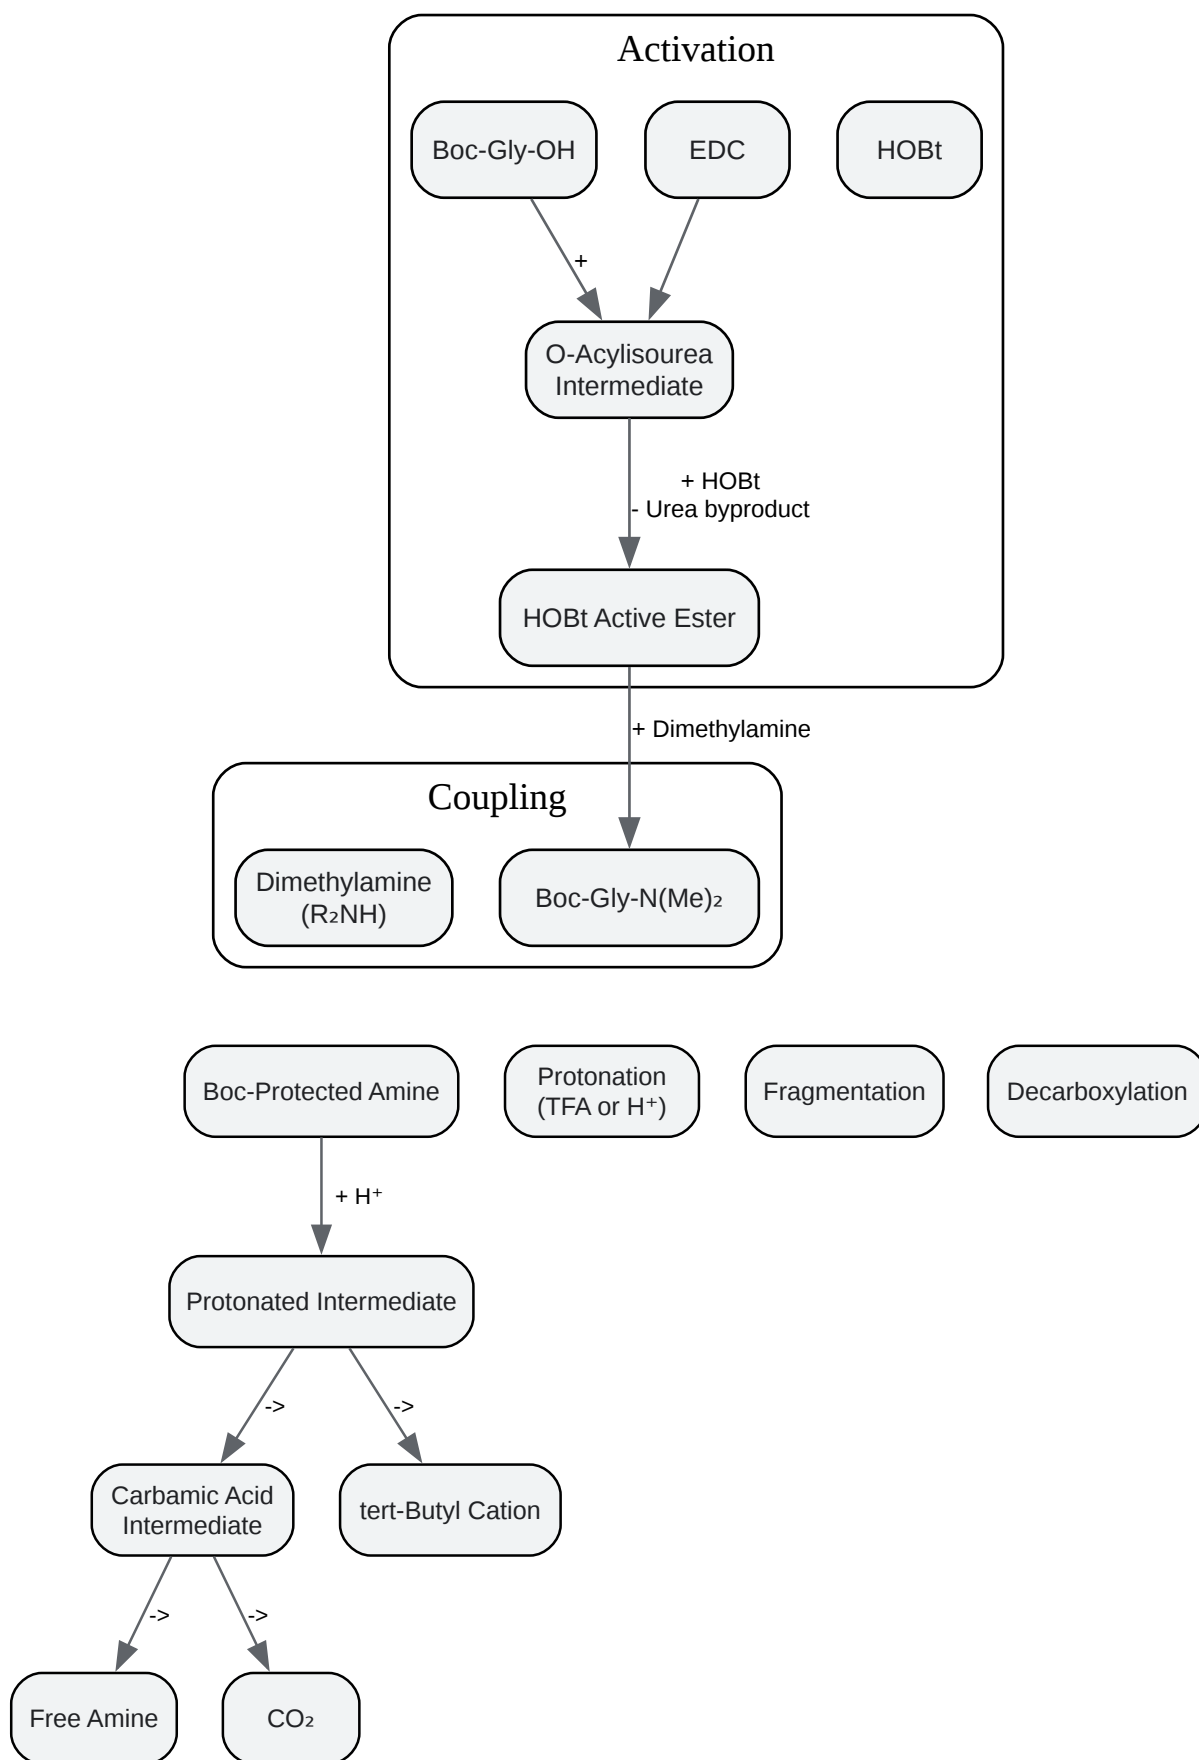 Activation
Boc-Gly-OH
EDC
HOBt
+
O-Acylisourea
Intermediate
+ HOBt
- Urea byproduct
HOBt Active Ester
+ Dimethylamine
Coupling
Dimethylamine
(R₂NH)
Boc-Gly-N(Me)₂
Boc-Protected Amine
Protonation
(TFA or H⁺)
Fragmentation
Decarboxylation
+ H⁺
Protonated Intermediate
->
->
Carbamic Acid
Intermediate
tert-Butyl Cation
->
->
Free Amine
CO₂